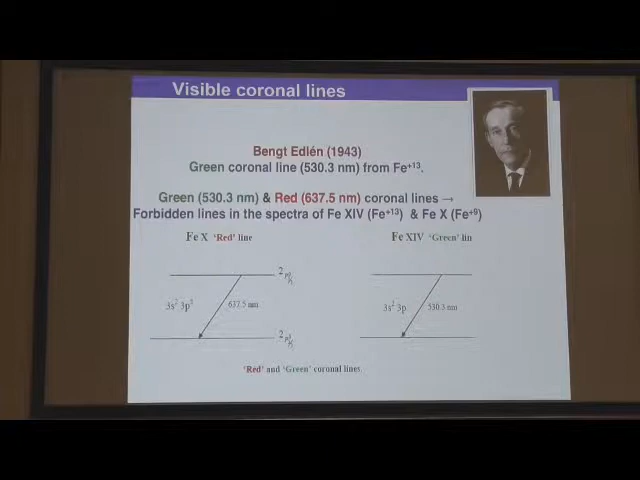 Visible coronal lines
Bengt Edlén (1943)
Green coronal line (530.3 nm) from Fe+13.
Green (530.3 nm) & Red (637.5 nm) coronal lines →
Forbidden lines in the spectra of Fe XIV (Fe+13) & Fe X (Fe+9)
Fe X 'Red' line
Fe XIV 'Green' lin
3s2
637.5 nm
3s2 3p
530.3 nm
'Red' and 'Green' coronal lines.